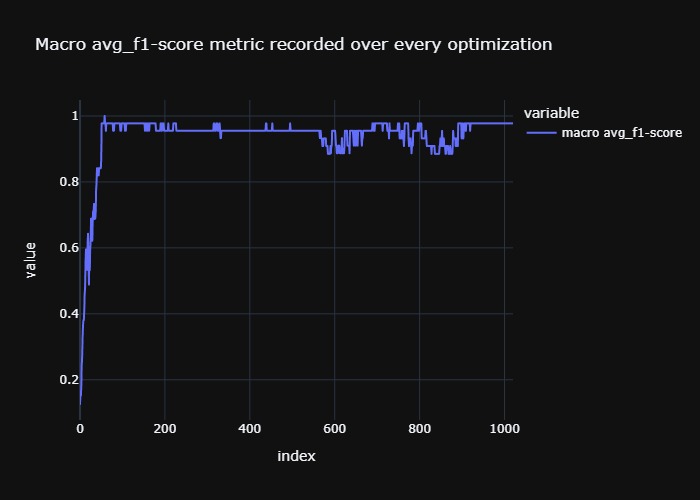 Macro avg_f1-score metric recorded over every optimization
variable
macro avg_f1-score
value
1
0.8
0.6
0.4
0.2
0
200
400
600
800
1000
index